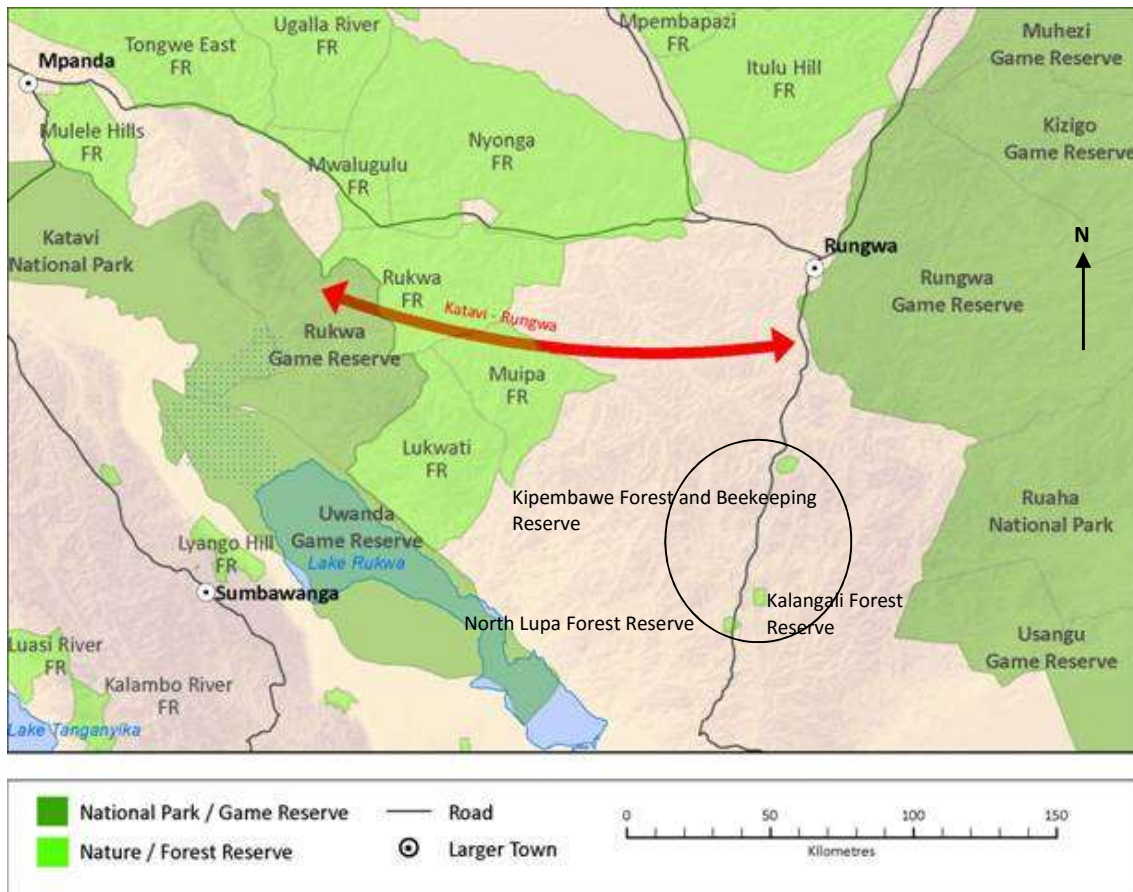 Ugalla River
FR
Mpembapazi
FR
Muhezi
Game Reserve
Tongwe East
FR
Mpanda
Itulu Hill
FR
Kizigo
Game Reserve
Mulele Hills
FR
Nyonga
FR
Mwalugulu
FR
Katavi
National Park
Rungwa
N
Rukwa
FR
Rungwa
Game Reserve
Katavi - Rungwa
Rukwa
Game Reserve
Muipa
FR
Lukwati
FR
Kipembawe Forest and Beekeeping
Reserve
Ruaha
National Park
Uwanda
Game Reserve
Lake Rukwa
Lyango Hill
FR
Sumbawanga
North Lupa Forest Reserve
Kalangali Forest
Reserve
Usangu
Game Reserve
Luasi River
FR
Kalambo River
FR
Lake Tanganyika
National Park / Game Reserve
Road
Nature / Forest Reserve
Larger Town
0 50 100 150
Kilometres